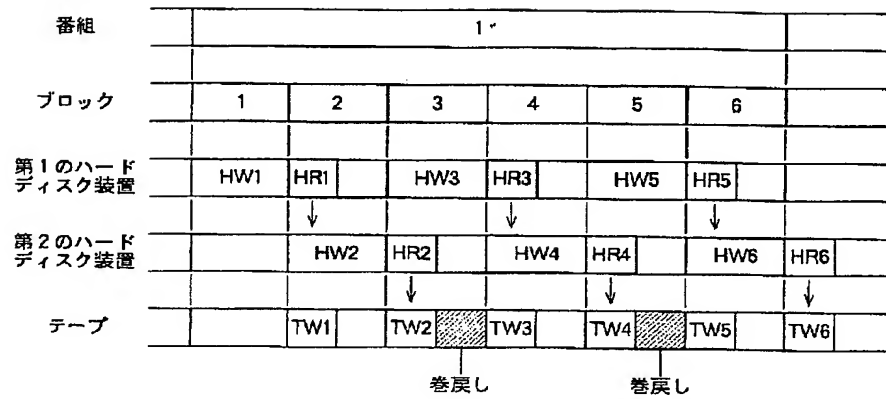 番組 1
ブロック 1 2 3 4 5 6
第1のハード
ディスク装置
HW1 HR1 HW3 HR3 HW5 HR5
第2のハード
ディスク装置
HW2 HR2 HW4 HR4 HW6 HR6
テープ TW1 TW2 TW3 TW4 TW5 TW6
巻戻し 巻戻し